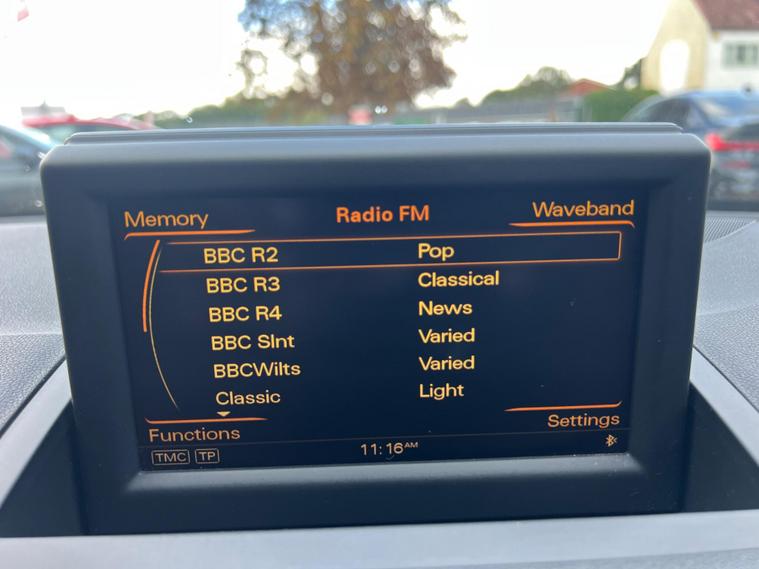 Memory Radio FM Waveband
BBC R2 Pop
BBC R3 Classical
BBC R4 News
BBC Slnt Varied
BBCWilts Varied
Classic Light
Functions Settings
TMC TP 11:16AM